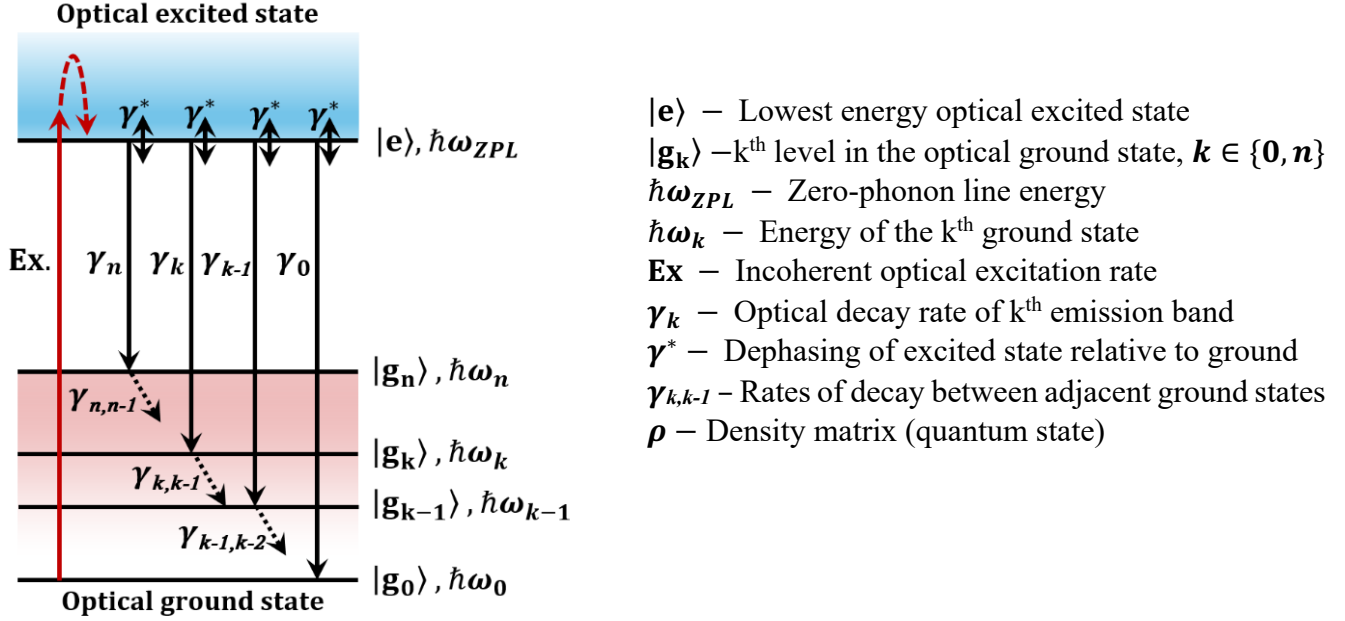 Optical excited state
γ* γ* γ* γ*
|e⟩, ℏω_ZPL
Ex. γ_n γ_k γ_k-1 γ_0
|g_n⟩, ℏω_n
γ_n,n-1
|g_k⟩, ℏω_k
γ_k,k-1
|g_k−1⟩, ℏω_k−1
γ_k-1,k-2
|g_0⟩, ℏω_0
Optical ground state
|e⟩ − Lowest energy optical excited state
|g_k⟩ −k^th level in the optical ground state, k ∈ {0, n}
ℏω_ZPL − Zero-phonon line energy
ℏω_k − Energy of the k^th ground state
Ex − Incoherent optical excitation rate
γ_k − Optical decay rate of k^th emission band
γ* − Dephasing of excited state relative to ground
γ_k,k-1 – Rates of decay between adjacent ground states
ρ − Density matrix (quantum state)